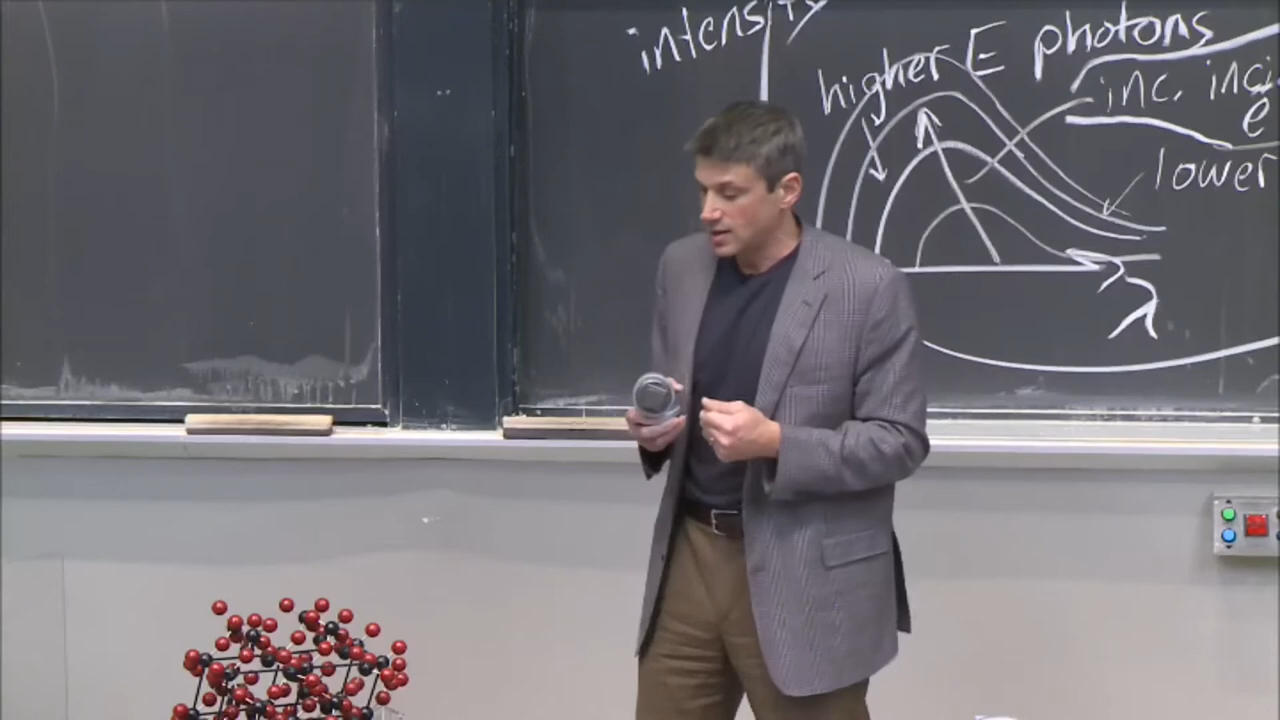 intensity
higher E photons
inc. inci
e
lower
λ